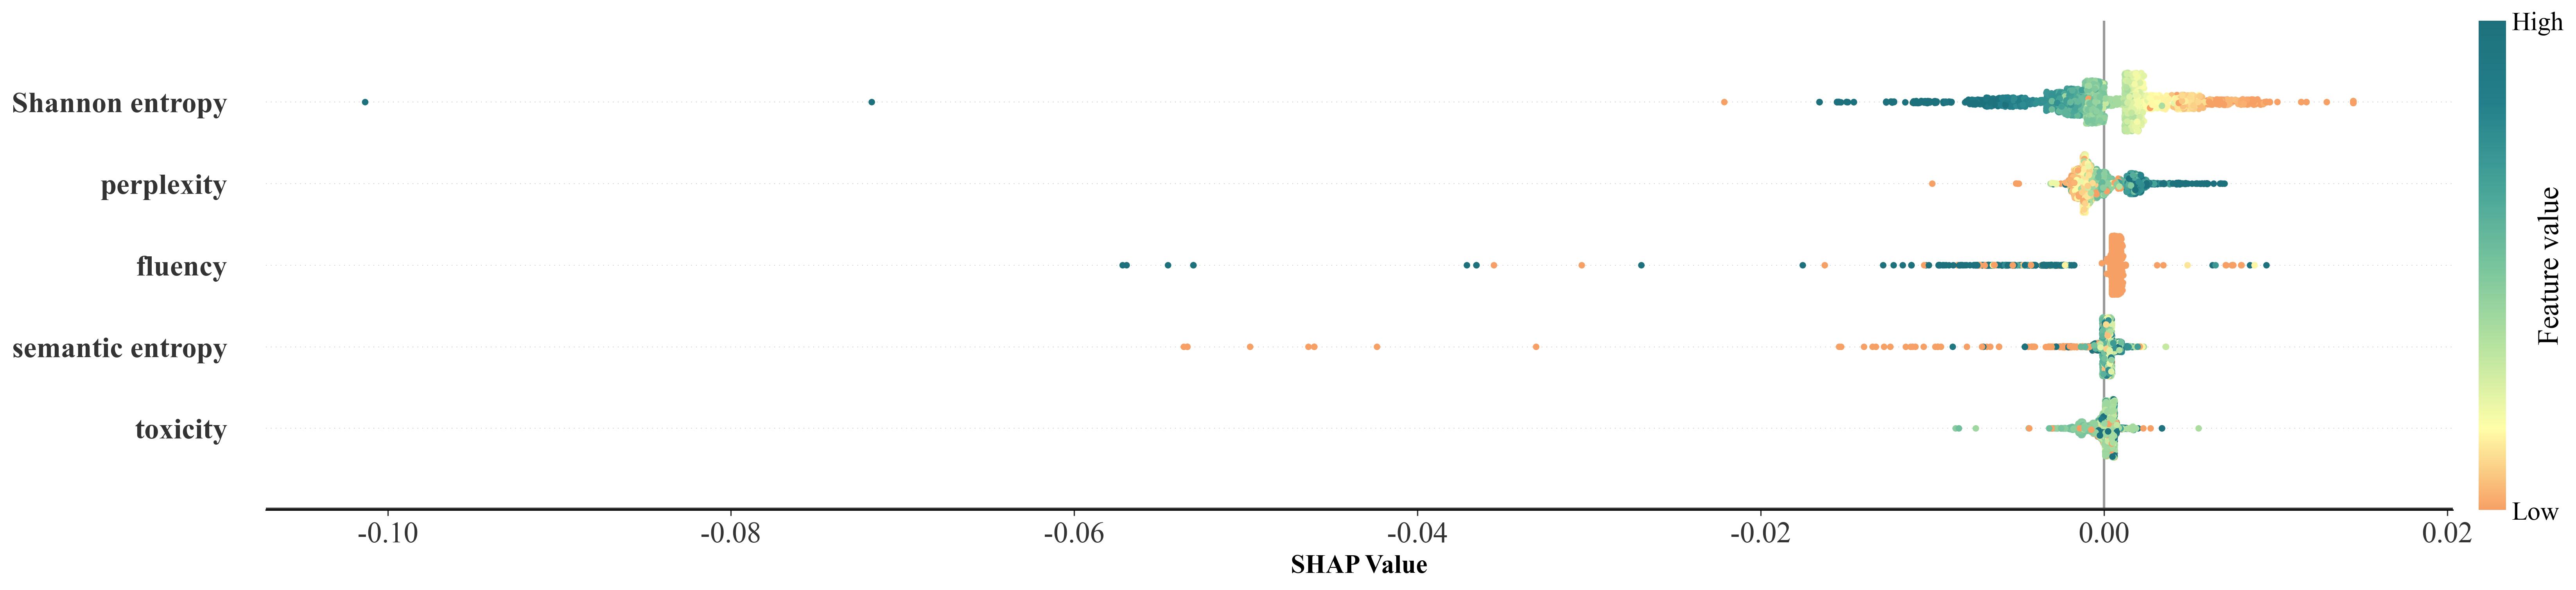 High
Shannon entropy
perplexity
fluency
semantic entropy
toxicity
Feature value
Low
-0.10 -0.08 -0.06 -0.04 -0.02 0.00 0.02
SHAP Value